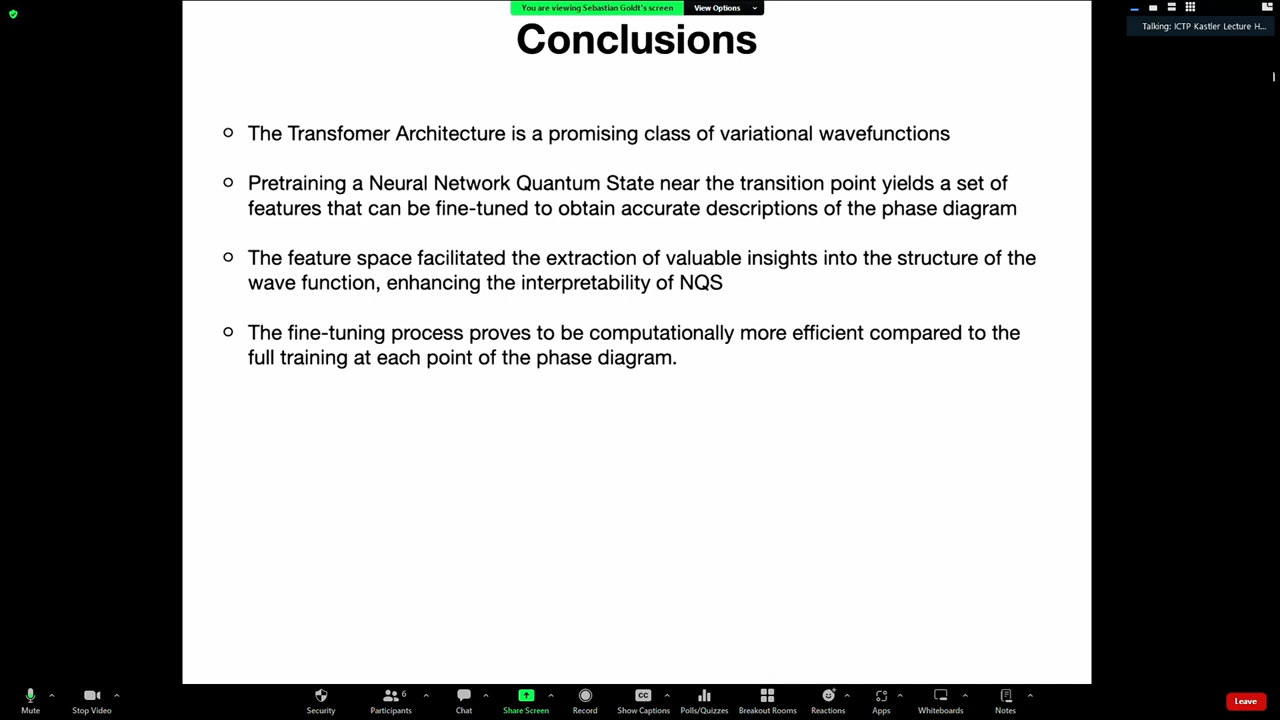 You are viewing Sebastian Goldt's screen View Options
Talking: ICTP Kastler Lecture H...
Conclusions
The Transfomer Architecture is a promising class of variational wavefunctions
Pretraining a Neural Network Quantum State near the transition point yields a set of
features that can be fine-tuned to obtain accurate descriptions of the phase diagram
The feature space facilitated the extraction of valuable insights into the structure of the
wave function, enhancing the interpretability of NQS
The fine-tuning process proves to be computationally more efficient compared to the
full training at each point of the phase diagram.
6
CC
Mute Stop Video Security Participants Chat Share Screen Record Show Captions Polls/Quizzes Breakout Rooms Reactions Apps Whiteboards Notes Leave